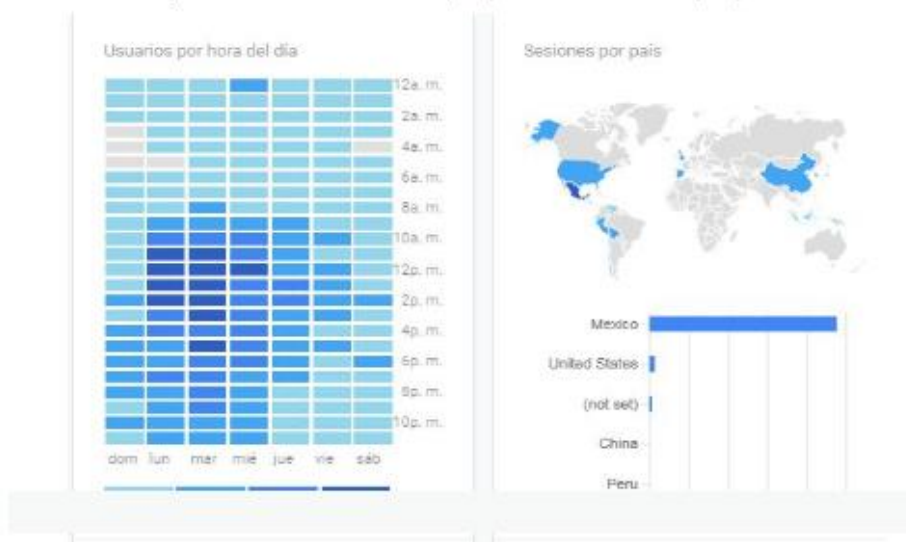 Usuarios por hora del día
12a. m.
2a. m.
4a. m.
6a. m.
8a. m.
10a. m.
12p. m.
2p. m.
4p. m.
6p. m.
8p. m.
10p. m.
dom lun mar mié jue vie sáb
Sesiones por país
Mexico
United States
(not set)
China
Peru